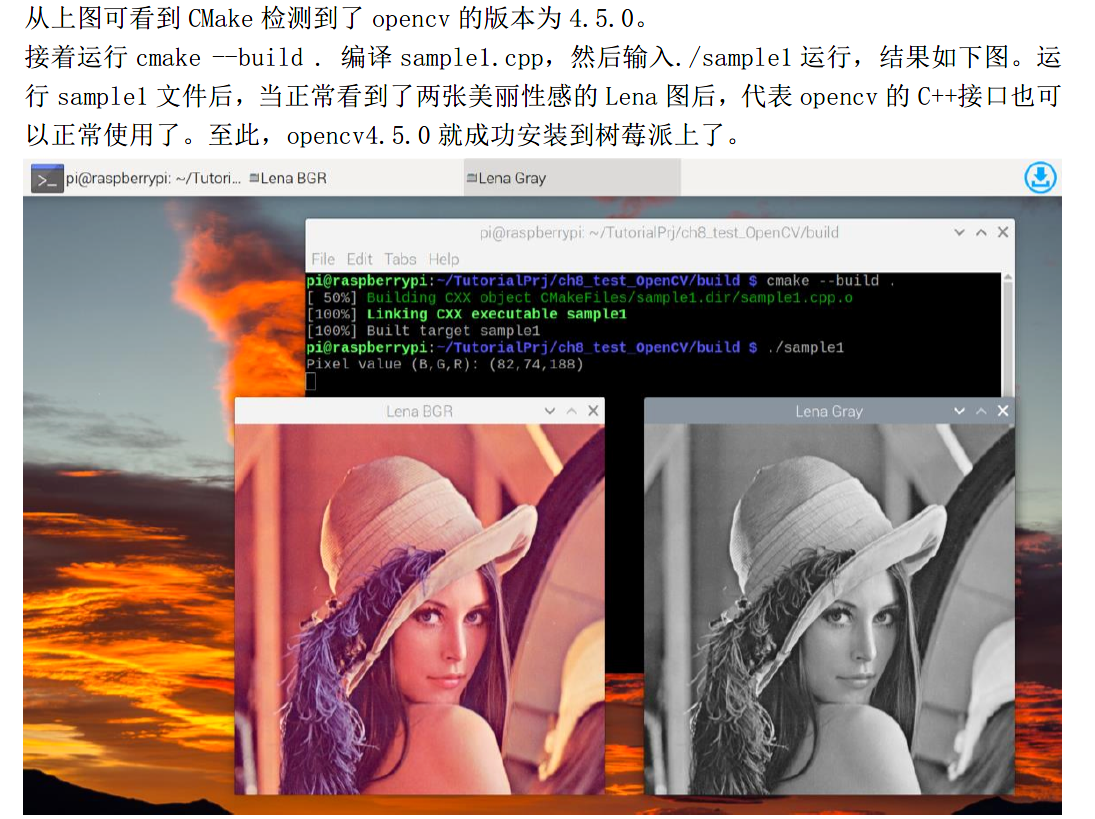 从上图可看到 CMake 检测到了 opencv 的版本为 4.5.0。
接着运行 cmake --build . 编译 sample1.cpp，然后输入./sample1 运行，结果如下图。运
行 sample1 文件后，当正常看到了两张美丽性感的 Lena 图后，代表 opencv 的 C++接口也可
以正常使用了。至此，opencv4.5.0 就成功安装到树莓派上了。
pi@raspberrypi: ~/Tutori... Lena BGR Lena Gray
pi@raspberrypi: ~/TutorialPrj/ch8_test_OpenCV/build
File Edit Tabs Help
pi@raspberrypi:~/TutorialPrj/ch8_test_OpenCV/build $ cmake --build .
[ 50%] Building CXX object CMakeFiles/sample1.dir/sample1.cpp.o
[100%] Linking CXX executable sample1
[100%] Built target sample1
pi@raspberrypi:~/TutorialPrj/ch8_test_OpenCV/build $ ./sample1
Pixel value (B,G,R): (82,74,188)
Lena BGR
Lena Gray